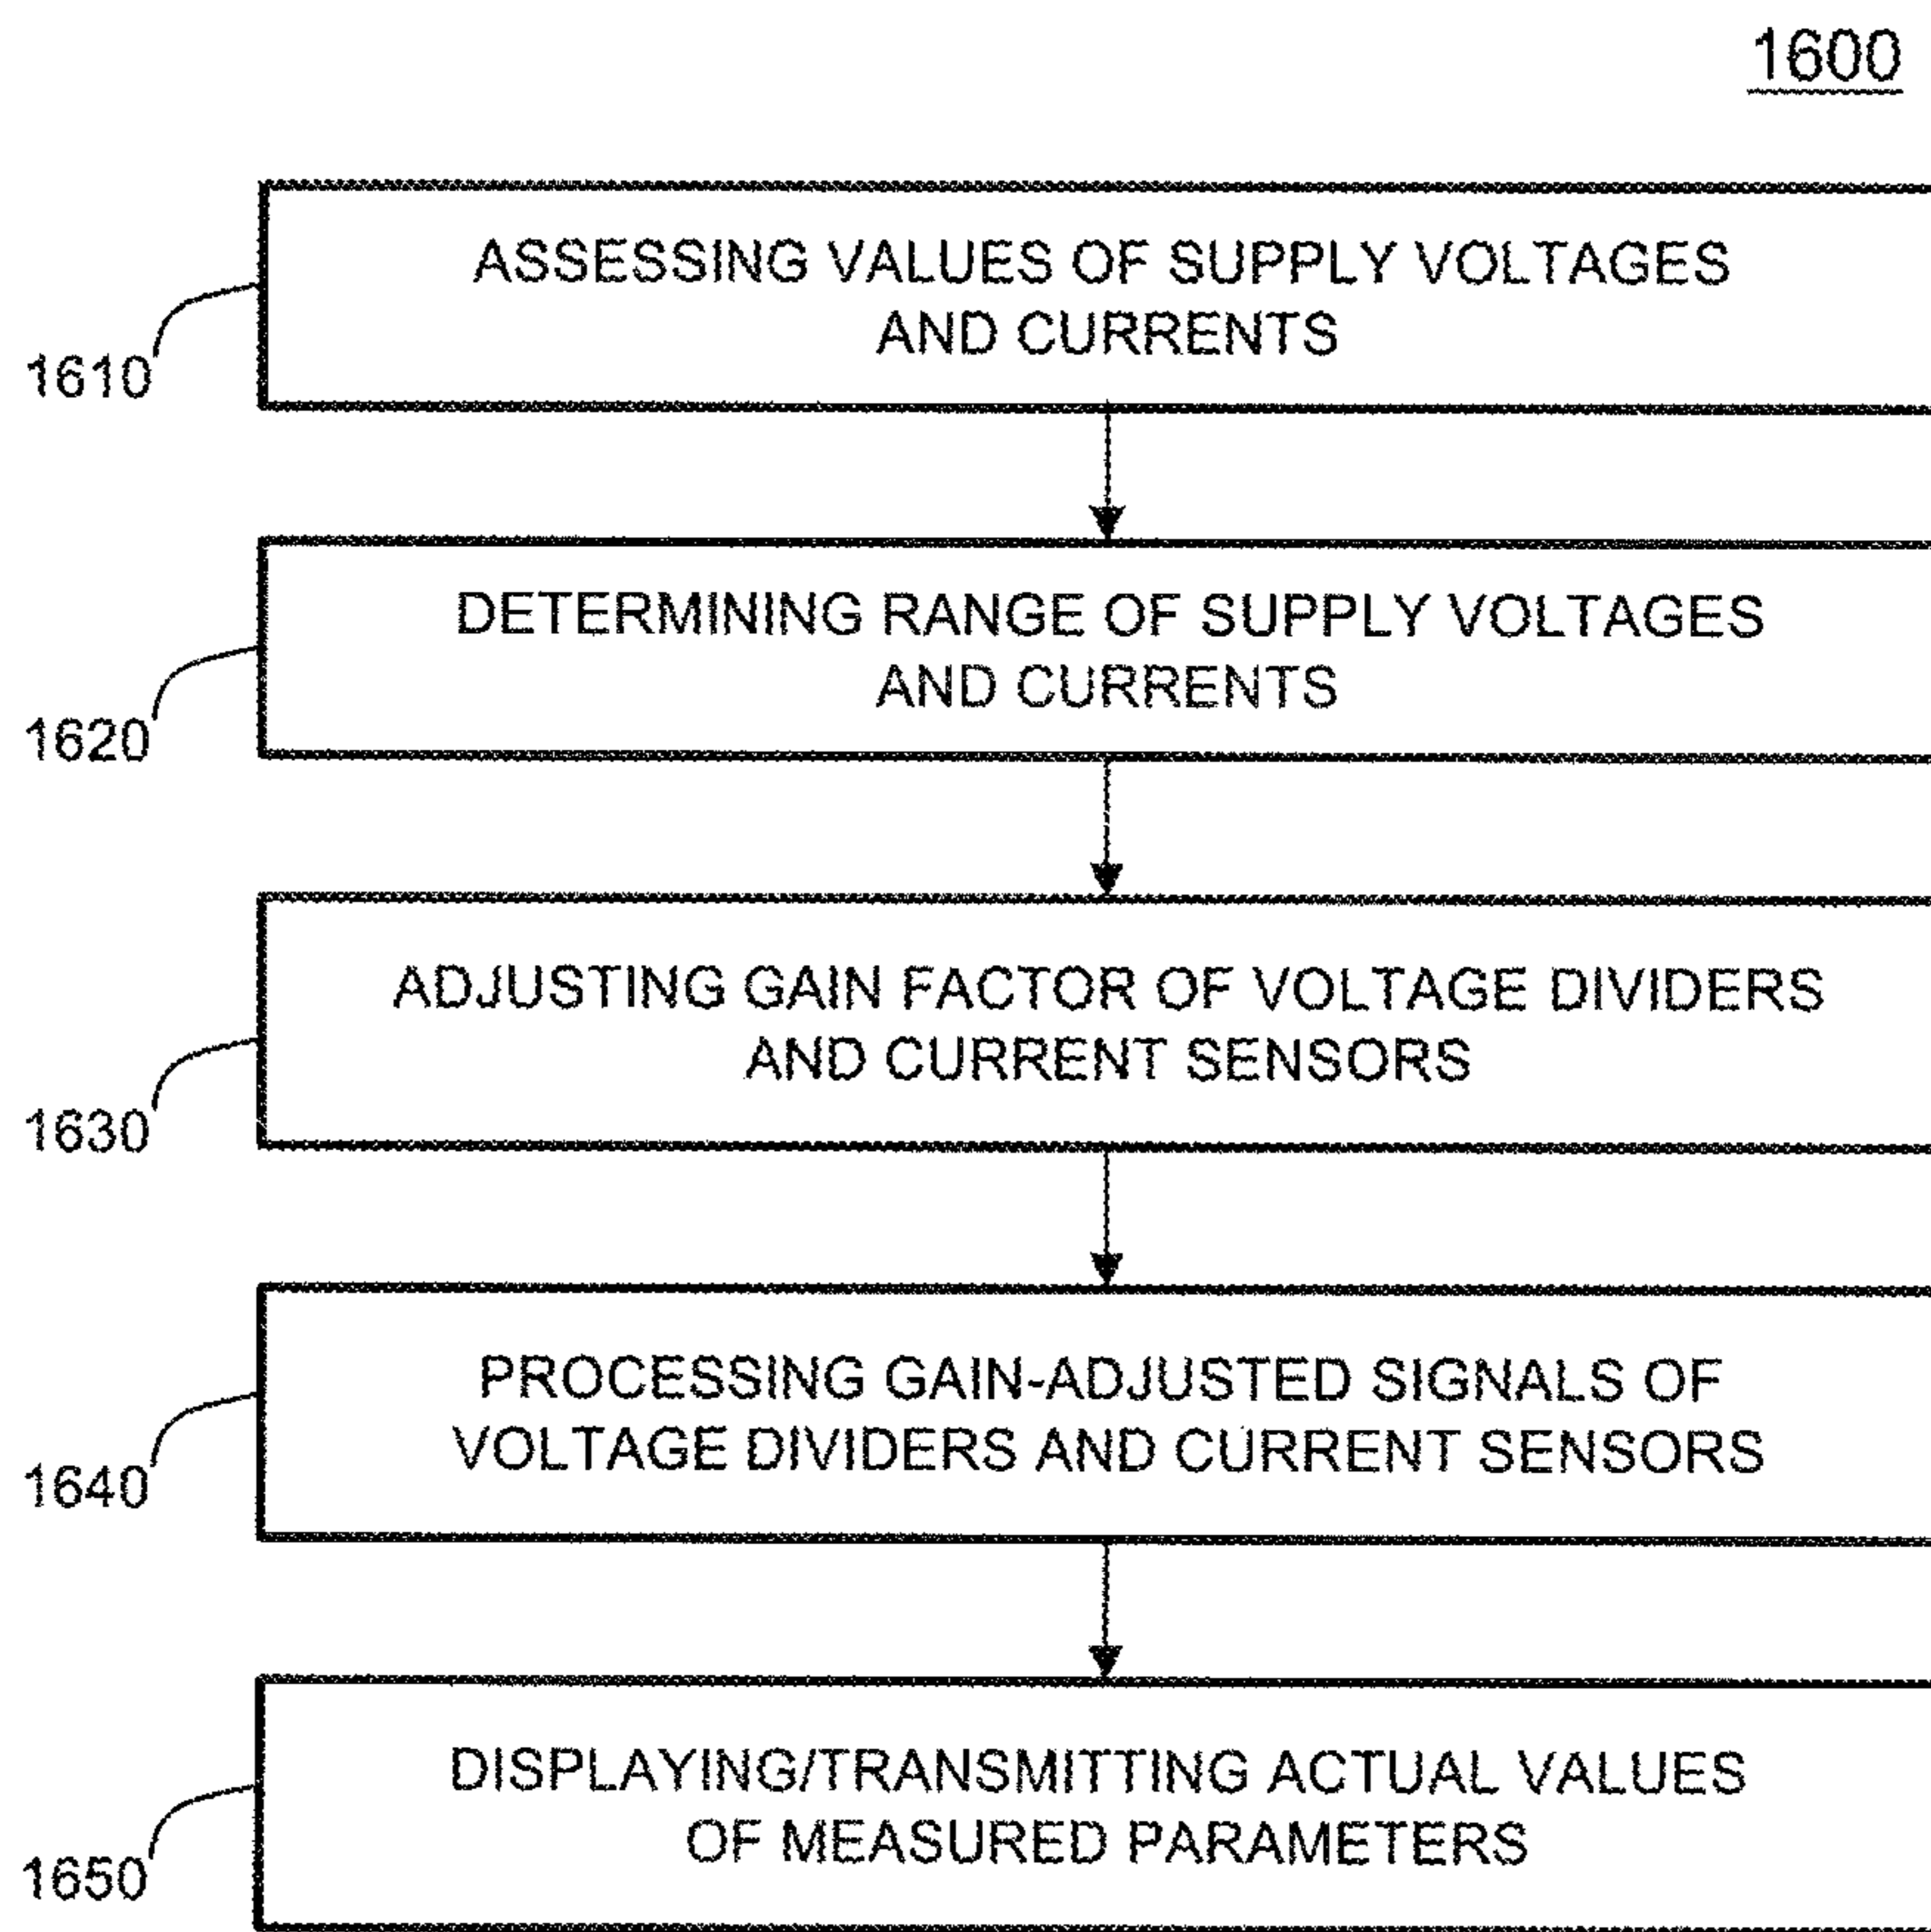 1600
ASSESSING VALUES OF SUPPLY VOLTAGES
AND CURRENTS
1610
DETERMINING RANGE OF SUPPLY VOLTAGES
AND CURRENTS
1620
ADJUSTING GAIN FACTOR OF VOLTAGE DIVIDERS
AND CURRENT SENSORS
1630
PROCESSING GAIN-ADJUSTED SIGNALS OF
VOLTAGE DIVIDERS AND CURRENT SENSORS
1640
DISPLAYING/TRANSMITTING ACTUAL VALUES
OF MEASURED PARAMETERS
1650